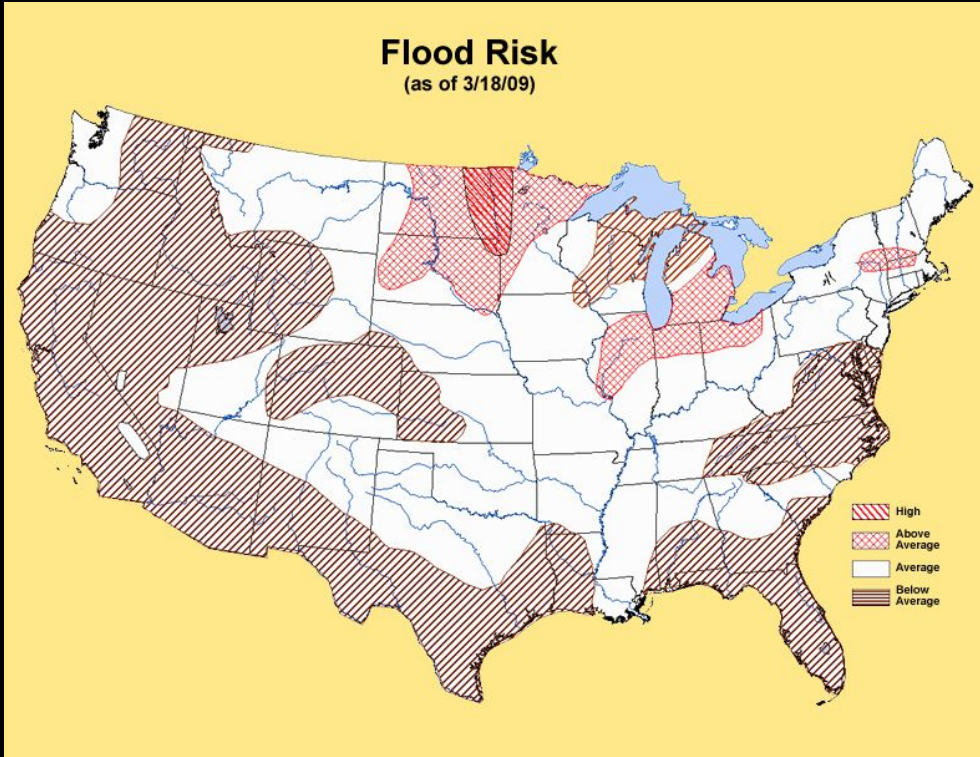 Flood Risk
(as of 3/18/09)
High
Above
Average
Average
Below
Average